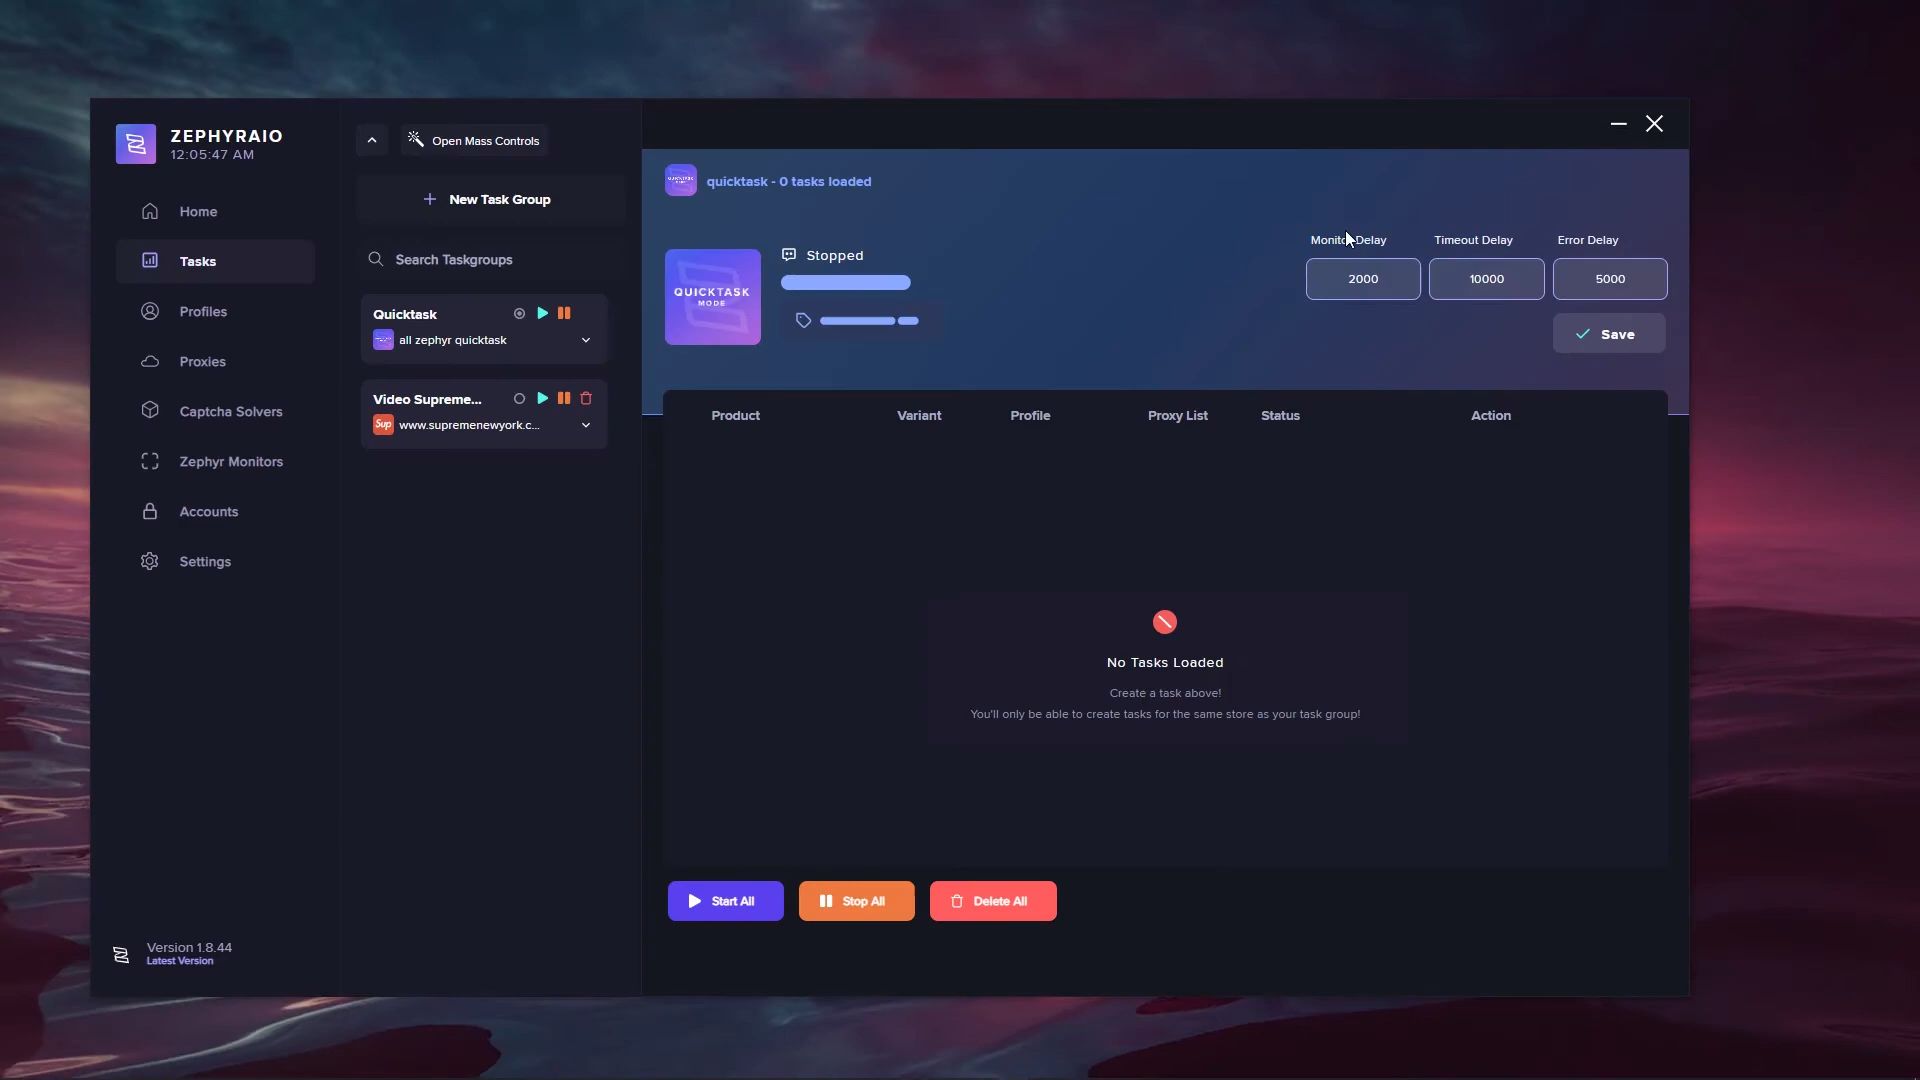 ZEPHYRAIO
12:05:47 AM
Home
Tasks
Profiles
Proxies
Captcha Solvers
Zephyr Monitors
Accounts
Settings
Version 1.8.44
Latest Version
Open Mass Controls
New Task Group
Search Taskgroups
Quicktask
all zephyr quicktask
Video Supreme...
Sup www.supremenewyork.c...
quicktask - 0 tasks loaded
QUICKTASK
MODE
Stopped
Monitor Delay Timeout Delay Error Delay
2000 10000 5000
Save
Product Variant Profile Proxy List Status Action
No Tasks Loaded
Create a task above!
You'll only be able to create tasks for the same store as your task group!
Start All Stop All Delete All